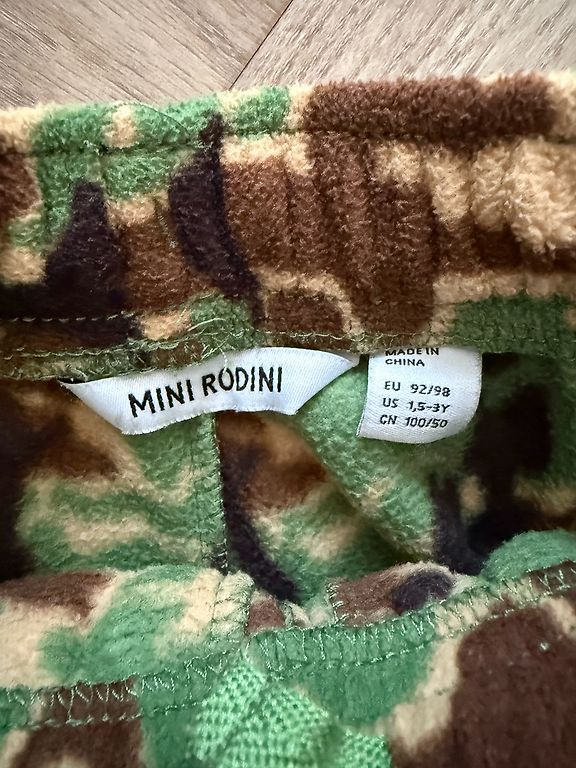 MINI RODINI
MADE IN
CHINA
EU 92/98
US 1,5-3Y
CN 100/50